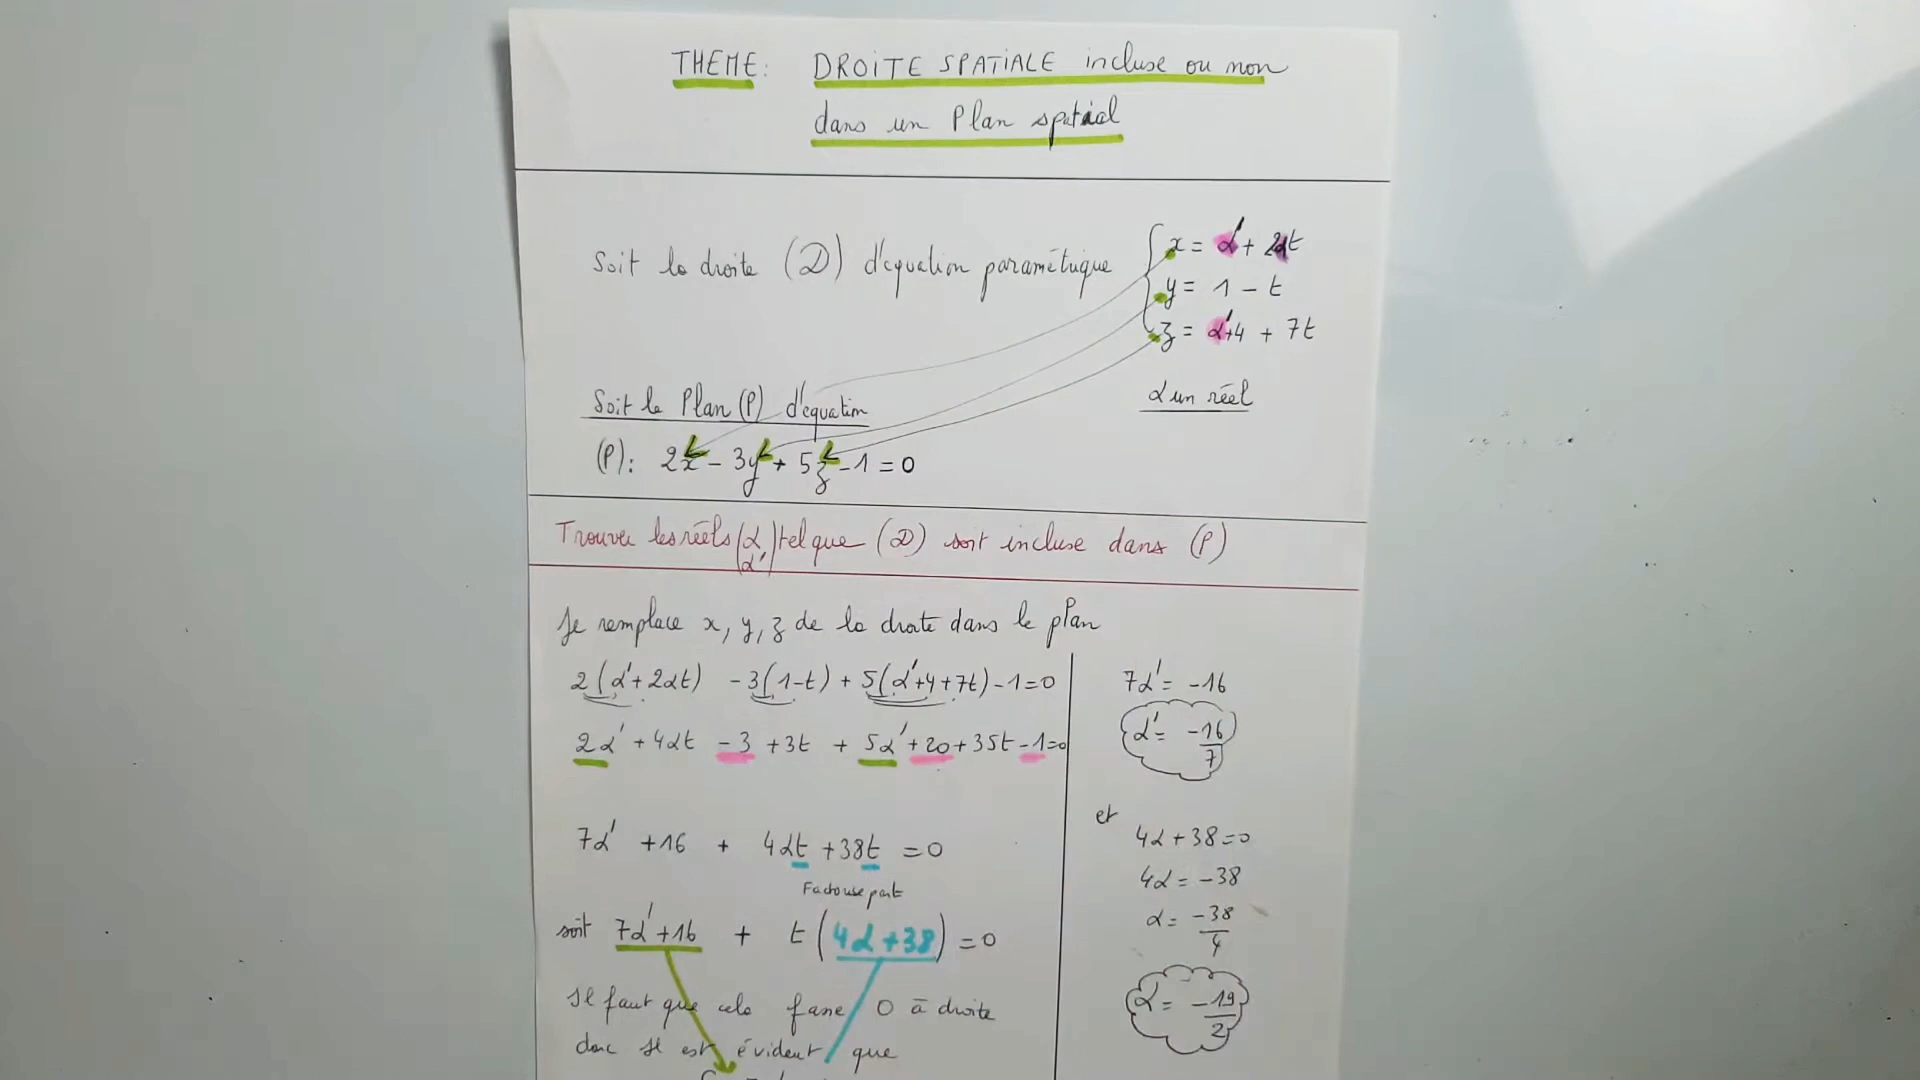 THEME: DROITE SPATIALE incluse ou non
dans un Plan spatial
Soit la droite (D) d'equation paramétrique
x = α' + 2αt
y = 1 - t
z = α'+4 + 7t
α un réel
Soit le Plan (P) d'equation
(P): 2x - 3y + 5z - 1 = 0
Trouver les réels (α, α') tel que (D) soit incluse dans (P)
Je remplace x, y, z de la droite dans le plan
2(α'+2αt) - 3(1-t) + 5(α'+4+7t) - 1 = 0
2α' + 4αt - 3 + 3t + 5α' + 20 + 35t - 1 = 0
7α' + 16 + 4αt + 38t = 0
Factorise par t
soit 7α'+16 + t(4α+38) = 0
Il faut que cela fasse 0 à droite
donc il est évident que
7α' = -16
α' = -16/7
et
4α + 38 = 0
4α = -38
α = -38/4
α = -19/2